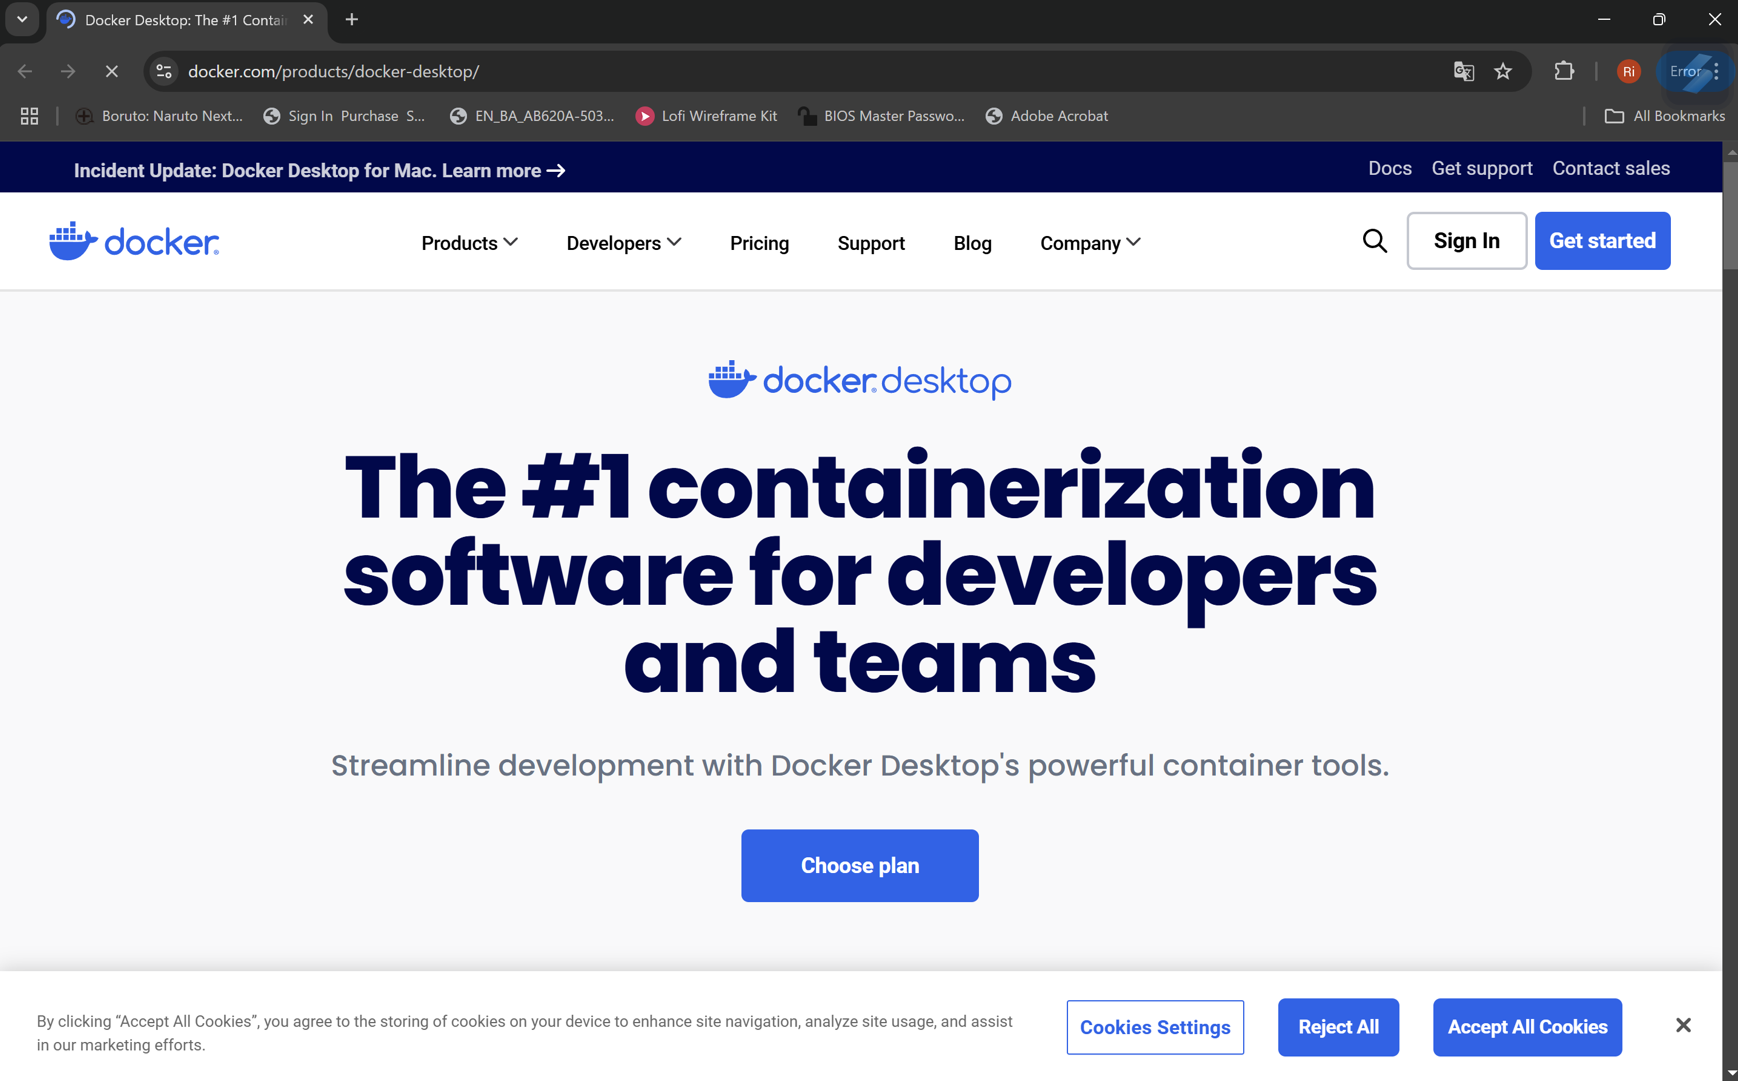 Docker Desktop: The #1 Contai
docker.com/products/docker-desktop/
Ri
Error
Boruto: Naruto Next...
Sign In Purchase S...
EN_BA_AB620A-503...
Lofi Wireframe Kit
BIOS Master Passwo...
Adobe Acrobat
All Bookmarks
Incident Update: Docker Desktop for Mac. Learn more →
Docs Get support Contact sales
docker®
Products Developers Pricing Support Blog Company
Sign In
Get started
docker® desktop
The #1 containerization
software for developers
and teams
Streamline development with Docker Desktop's powerful container tools.
Choose plan
By clicking “Accept All Cookies”, you agree to the storing of cookies on your device to enhance site navigation, analyze site usage, and assist
in our marketing efforts.
Cookies Settings
Reject All
Accept All Cookies